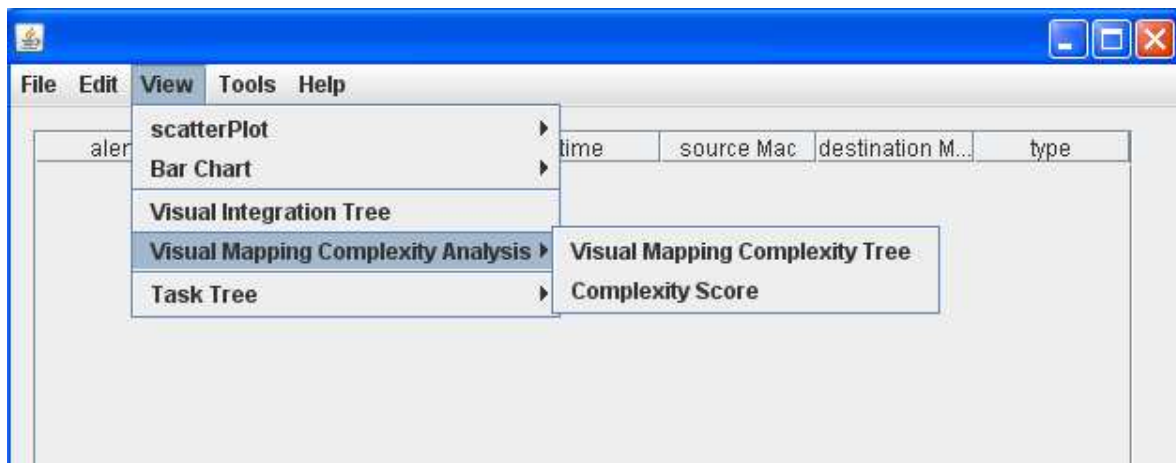 File Edit View Tools Help
scatterPlot
Bar Chart
time source Mac destination M... type
Visual Integration Tree
Visual Mapping Complexity Analysis
Task Tree
Visual Mapping Complexity Tree
Complexity Score